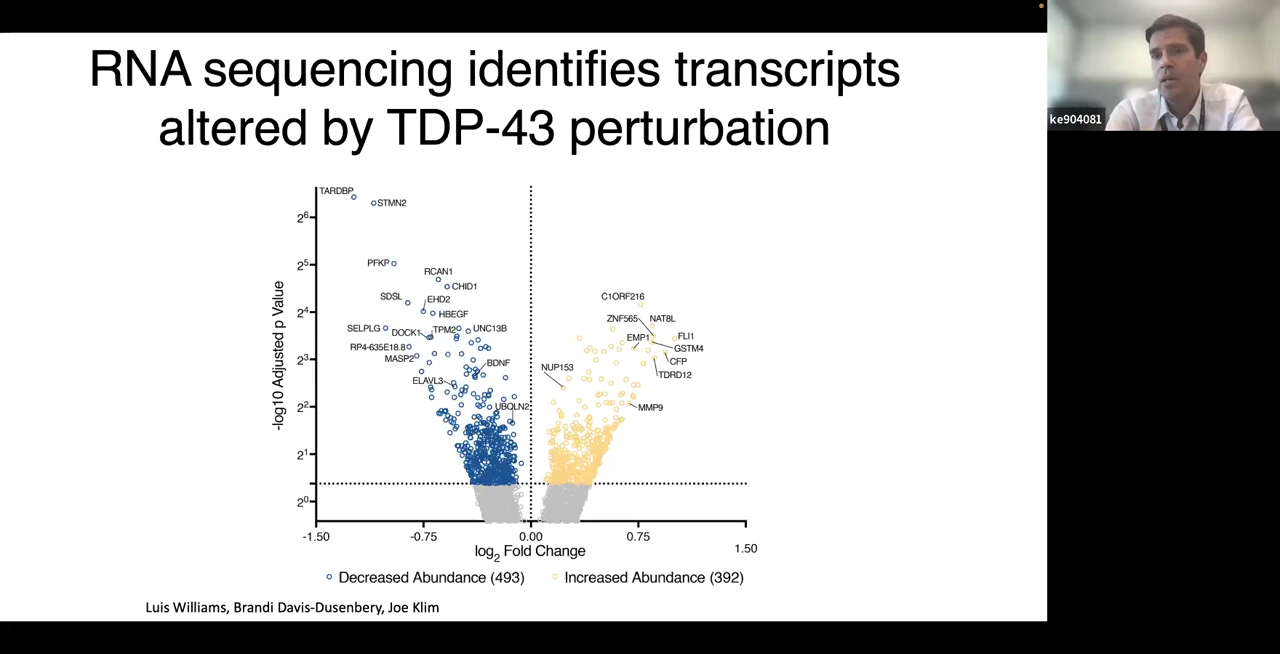 RNA sequencing identifies transcripts
altered by TDP-43 perturbation
ke904081
TARDBP
STMN2
PFKP
RCAN1
CHID1
SDSL
EHD2
HBEGF
SELPLG
DOCK1
TPM2
UNC13B
RP4-635E18.8
MASP2
BDNF
ELAVL3
UBQLN2
C1ORF216
ZNF565
NAT8L
EMP1
FLI1
GSTM4
CFP
NUP153
TDRD12
MMP9
-log10 Adjusted p Value
2⁶
2⁵
2⁴
2³
2²
2¹
2⁰
-1.50 -0.75 0.00 0.75 1.50
log₂ Fold Change
Decreased Abundance (493) Increased Abundance (392)
Luis Williams, Brandi Davis-Dusenbery, Joe Klim